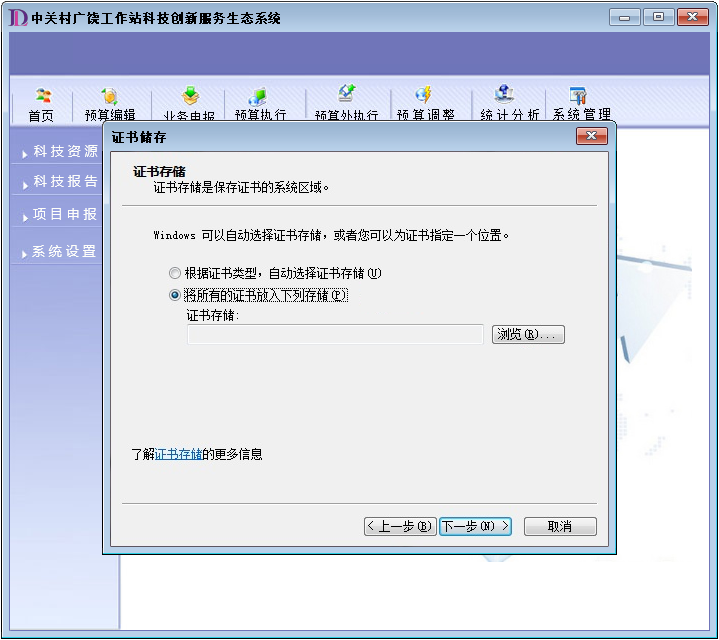 中关村广饶工作站科技创新服务生态系统
首页 预算编辑 业务申报 预算执行 预算外执行 预算调整 统计分析 系统管理
科技资源
科技报告
项目申报
系统设置
证书储存
证书存储
证书存储是保存证书的系统区域。
Windows 可以自动选择证书存储，或者您可以为证书指定一个位置。
根据证书类型，自动选择证书存储(U)
将所有的证书放入下列存储(P)
证书存储:
浏览(R)...
了解证书存储的更多信息
< 上一步(B) 下一步(N) > 取消